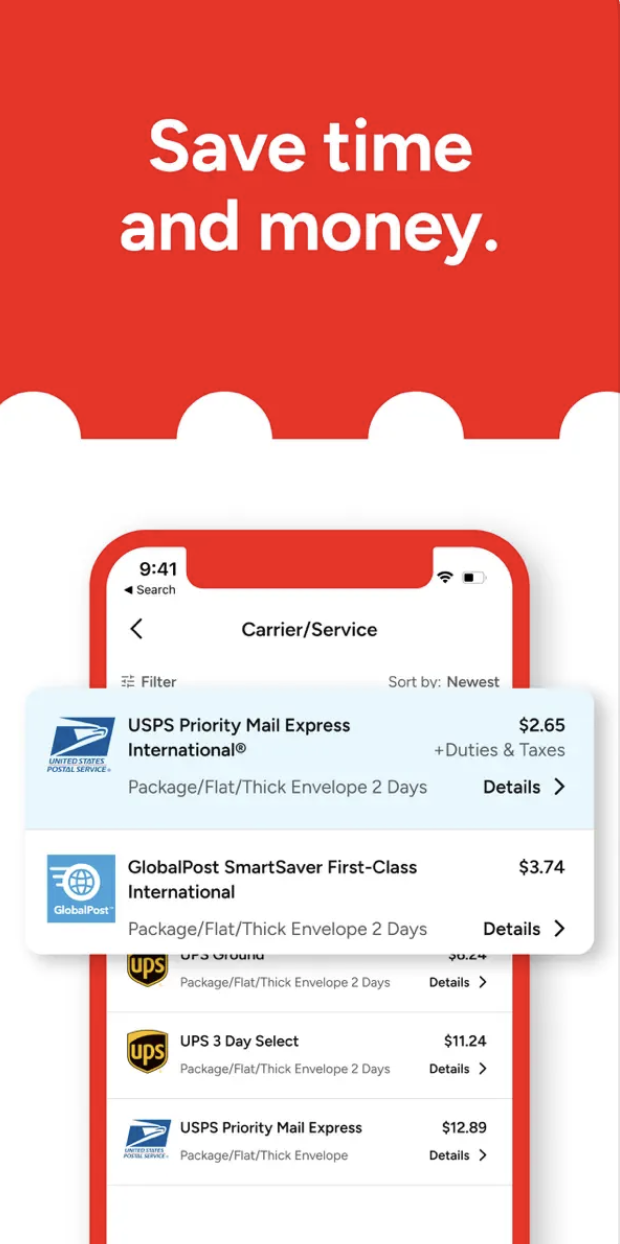 Save time
and money.
9:41
◀ Search
Carrier/Service
Filter
Sort by: Newest
USPS Priority Mail Express
International®
$2.65
+Duties & Taxes
UNITED STATES
POSTAL SERVICE®
Package/Flat/Thick Envelope 2 Days
Details
GlobalPost SmartSaver First-Class
International
$3.74
GlobalPost™
Package/Flat/Thick Envelope 2 Days
Details
ups
UPS Ground
$6.24
Package/Flat/Thick Envelope 2 Days
Details
ups
UPS 3 Day Select
$11.24
Package/Flat/Thick Envelope 2 Days
Details
USPS Priority Mail Express
$12.89
UNITED STATES
POSTAL SERVICE®
Package/Flat/Thick Envelope
Details